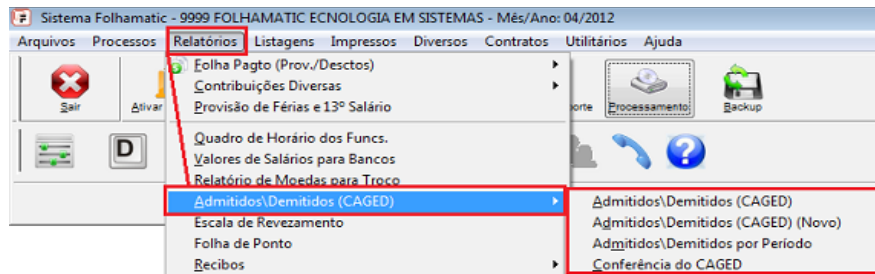 Sistema Folhamatic - 9999 FOLHAMATIC ECNOLOGIA EM SISTEMAS - Mês/Ano: 04/2012
Arquivos Processos Relatórios Listagens Impressos Diversos Contratos Utilitários Ajuda
Folha Pagto (Prov./Desctos)
Contribuições Diversas
Provisão de Férias e 13º Salário
Sair Ativar orte Processamento Backup
Quadro de Horário dos Funcs.
D
Valores de Salários para Bancos
Relatório de Moedas para Troco
Admitidos\Demitidos (CAGED)
Escala de Revezamento
Folha de Ponto
Recibos
Admitidos\Demitidos (CAGED)
Admitidos\Demitidos (CAGED) (Novo)
Admitidos\Demitidos por Período
Conferência do CAGED